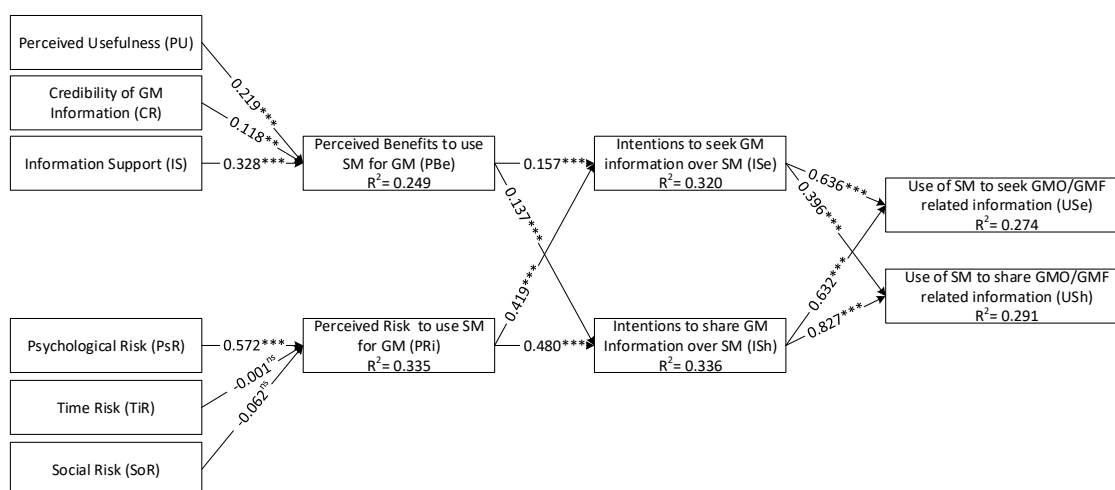 Perceived Usefulness (PU)
Credibility of GM
Information (CR)
Information Support (IS)
0.219***
0.118**
0.328***
Perceived Benefits to use
SM for GM (PBe)
R²= 0.249
0.157***
0.137***
Intentions to seek GM
information over SM (ISe)
R²= 0.320
0.636***
0.396***
Use of SM to seek GMO/GMF
related information (USe)
R²= 0.274
Psychological Risk (PsR)
Time Risk (TiR)
Social Risk (SoR)
0.572***
-0.001ⁿˢ
-0.062ⁿˢ
Perceived Risk to use SM
for GM (PRi)
R²= 0.335
0.419***
0.480***
Intentions to share GM
Information over SM (ISh)
R²= 0.336
0.632***
0.827***
Use of SM to share GMO/GMF
related information (USh)
R²= 0.291